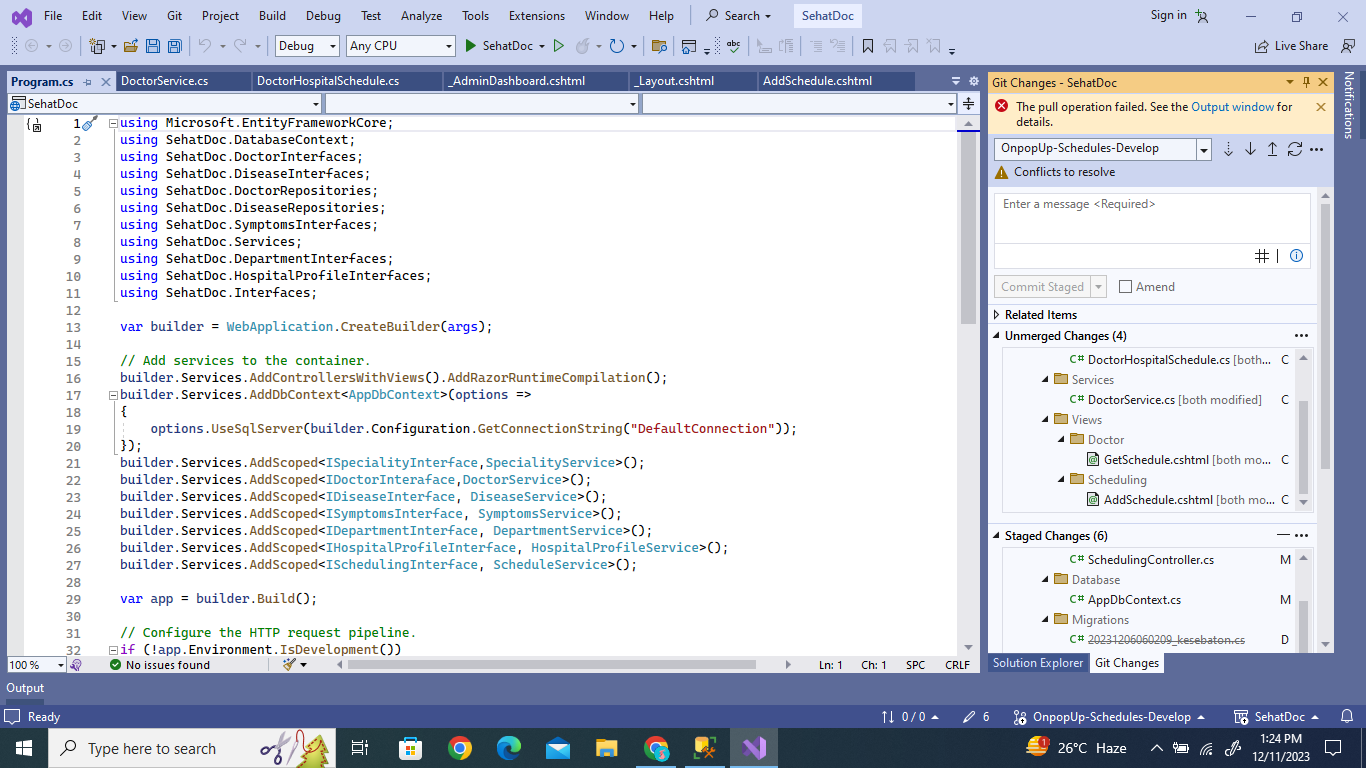 File Edit View Git Project Build Debug Test Analyze Tools Extensions Window Help Search SehatDoc Sign in
Debug Any CPU SehatDoc Live Share
Program.cs DoctorService.cs DoctorHospitalSchedule.cs _AdminDashboard.cshtml _Layout.cshtml AddSchedule.cshtml
SehatDoc
1 using Microsoft.EntityFrameworkCore;
2 using SehatDoc.DatabaseContext;
3 using SehatDoc.DoctorInterfaces;
4 using SehatDoc.DiseaseInterfaces;
5 using SehatDoc.DoctorRepositories;
6 using SehatDoc.DiseaseRepositories;
7 using SehatDoc.SymptomsInterfaces;
8 using SehatDoc.Services;
9 using SehatDoc.DepartmentInterfaces;
10 using SehatDoc.HospitalProfileInterfaces;
11 using SehatDoc.Interfaces;
12
13 var builder = WebApplication.CreateBuilder(args);
14
15 // Add services to the container.
16 builder.Services.AddControllersWithViews().AddRazorRuntimeCompilation();
17 builder.Services.AddDbContext<AppDbContext>(options =>
18 {
19 options.UseSqlServer(builder.Configuration.GetConnectionString("DefaultConnection"));
20 });
21 builder.Services.AddScoped<ISpecialityInterface,SpecialityService>();
22 builder.Services.AddScoped<IDoctorInteraface,DoctorService>();
23 builder.Services.AddScoped<IDiseaseInterface, DiseaseService>();
24 builder.Services.AddScoped<ISymptomsInterface, SymptomsService>();
25 builder.Services.AddScoped<IDepartmentInterface, DepartmentService>();
26 builder.Services.AddScoped<IHospitalProfileInterface, HospitalProfileService>();
27 builder.Services.AddScoped<ISchedulingInterface, ScheduleService>();
28
29 var app = builder.Build();
30
31 // Configure the HTTP request pipeline.
32 if (!app.Environment.IsDevelopment())
100 % No issues found Ln: 1 Ch: 1 SPC CRLF
Git Changes - SehatDoc
The pull operation failed. See the Output window for
details.
OnpopUp-Schedules-Develop
Conflicts to resolve
Enter a message <Required>
Commit Staged Amend
Related Items
Unmerged Changes (4)
C# DoctorHospitalSchedule.cs [both... C
Services
C# DoctorService.cs [both modified] C
Views
Doctor
GetSchedule.cshtml [both mo... C
Scheduling
AddSchedule.cshtml [both mo... C
Staged Changes (6)
C# SchedulingController.cs M
Database
C# AppDbContext.cs M
Migrations
C# 20231206060209_kesebaton.cs D
Solution Explorer Git Changes
Notifications
Output
Ready 0 / 0 6 OnpopUp-Schedules-Develop SehatDoc
Type here to search 1 26°C Haze 1:24 PM
12/11/2023